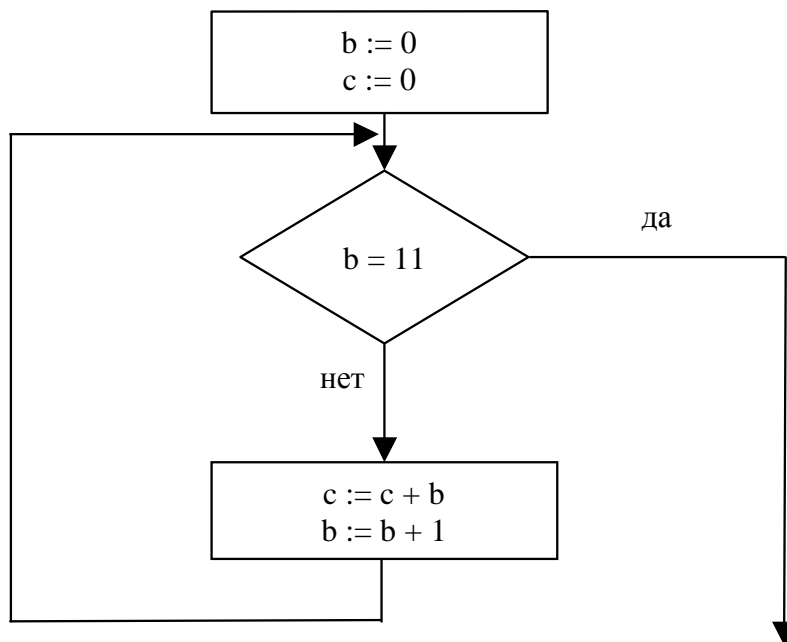 b := 0
c := 0
b = 11
да
нет
c := c + b
b := b + 1